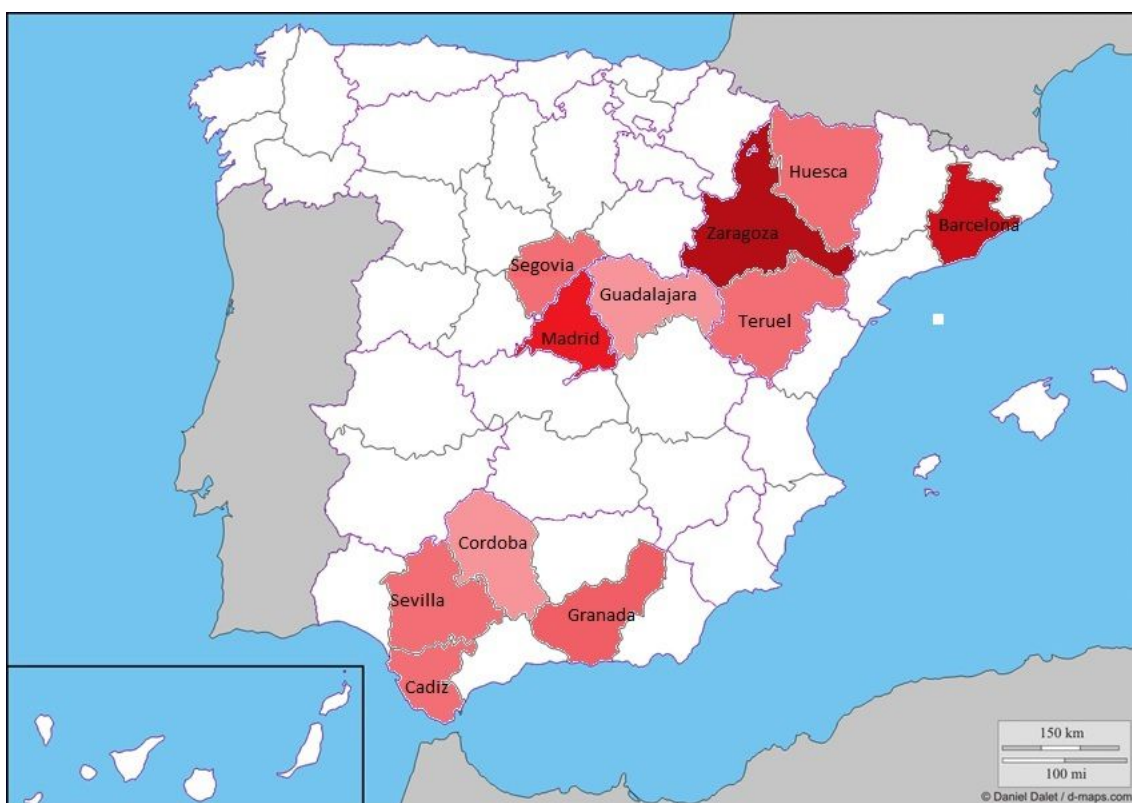 Huesca
Zaragoza
Barcelona
Segovia
Guadalajara
Teruel
Madrid
Cordoba
Sevilla
Granada
Cadiz
150 km
100 mi
© Daniel Dalet / d-maps.com